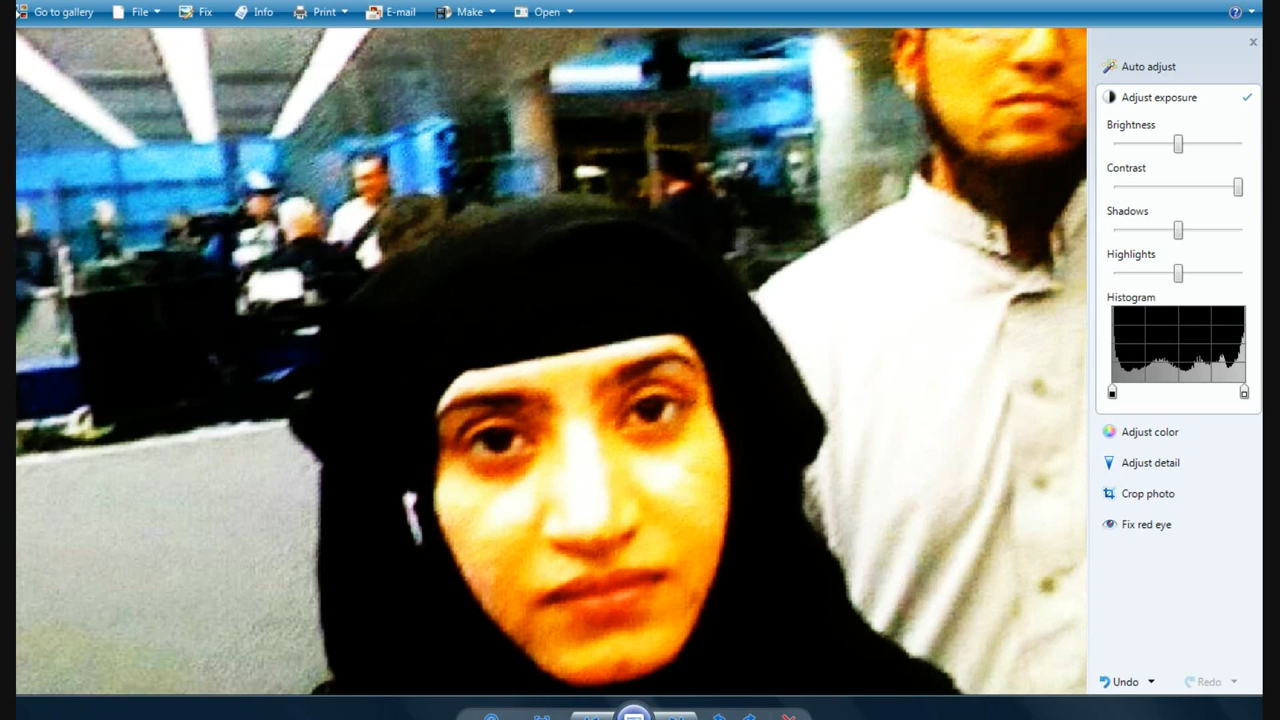 Go to gallery File Fix Info Print E-mail Make Open
Auto adjust
Adjust exposure
Brightness
Contrast
Shadows
Highlights
Histogram
Adjust color
Adjust detail
Crop photo
Fix red eye
Undo Redo